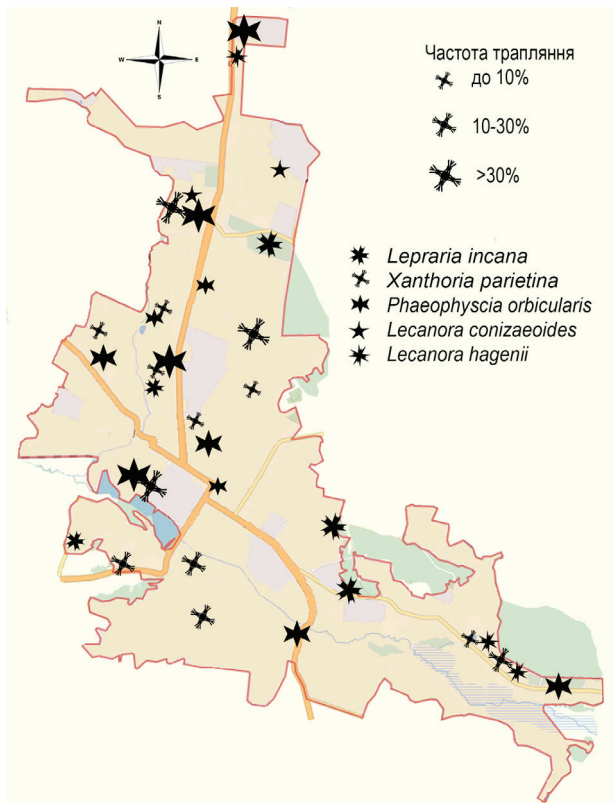 N
W E
S
Частота трапляння
до 10%
10-30%
>30%
Lepraria incana
Xanthoria parietina
Phaeophyscia orbicularis
Lecanora conizaeoides
Lecanora hagenii